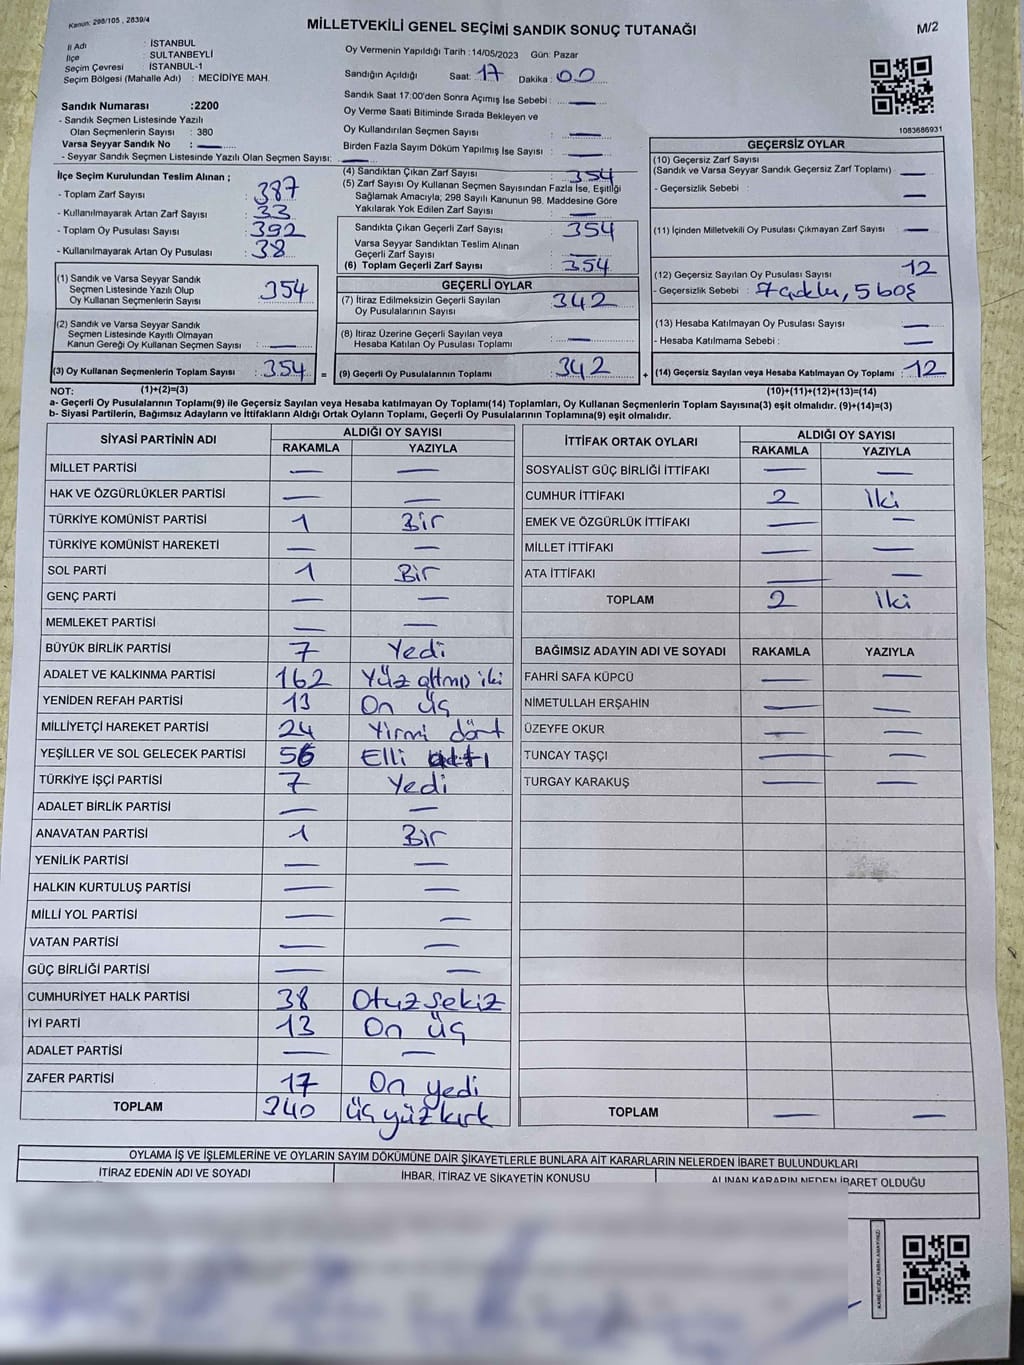 Kanun: 298/105 , 2839/4
MİLLETVEKİLİ GENEL SEÇİMİ SANDIK SONUÇ TUTANAĞI
M/2
İl Adı : İSTANBUL
İlçe : SULTANBEYLİ
Seçim Çevresi : İSTANBUL-1
Seçim Bölgesi (Mahalle Adı) : MECİDİYE MAH.
Sandık Numarası :2200
- Sandık Seçmen Listesinde Yazılı
Olan Seçmenlerin Sayısı : 380
Varsa Seyyar Sandık No : —
- Seyyar Sandık Seçmen Listesinde Yazılı Olan Seçmen Sayısı: —
Oy Vermenin Yapıldığı Tarih :14/05/2023 Gün: Pazar
Sandığın Açıldığı Saat: 17 Dakika : 00
Sandık Saat 17:00'den Sonra Açımış İse Sebebi : —
Oy Verme Saati Bitiminde Sırada Bekleyen ve
Oy Kullandırılan Seçmen Sayısı : —
Birden Fazla Sayım Döküm Yapılmış İse Sayısı : —
1083686931
İlçe Seçim Kurulundan Teslim Alınan ;
- Toplam Zarf Sayısı : 387
- Kullanılmayarak Artan Zarf Sayısı : 33
- Toplam Oy Pusulası Sayısı : 392
- Kullanılmayarak Artan Oy Pusulası : 38
(1) Sandık ve Varsa Seyyar Sandık
Seçmen Listesinde Yazılı Olup
Oy Kullanan Seçmenlerin Sayısı : 354
(2) Sandık ve Varsa Seyyar Sandık
Seçmen Listesinde Kayıtlı Olmayan
Kanun Gereği Oy Kullanan Seçmen Sayısı : —
(3) Oy Kullanan Seçmenlerin Toplam Sayısı : 354 =
(4) Sandıktan Çıkan Zarf Sayısı : 354
(5) Zarf Sayısı Oy Kullanan Seçmen Sayısından Fazla İse, Eşitliği
Sağlamak Amacıyla; 298 Sayılı Kanunun 98. Maddesine Göre
Yakılarak Yok Edilen Zarf Sayısı : —
Sandıkta Çıkan Geçerli Zarf Sayısı : 354
Varsa Seyyar Sandıktan Teslim Alınan
Geçerli Zarf Sayısı : —
(6) Toplam Geçerli Zarf Sayısı : 354
GEÇERLİ OYLAR
(7) İtiraz Edilmeksizin Geçerli Sayılan
Oy Pusulasının Sayısı : 342
(8) İtiraz Üzerine Geçerli Sayılan veya
Hesaba Katılan Oy Pusulası Toplamı : —
(9) Geçerli Oy Pusulalarının Toplamı : 342 +
GEÇERSİZ OYLAR
(10) Geçersiz Zarf Sayısı
(Sandık ve Varsa Seyyar Sandık Geçersiz Zarf Toplamı) : —
- Geçersizlik Sebebi : —
(11) İçinden Milletvekili Oy Pusulası Çıkmayan Zarf Sayısı : —
(12) Geçersiz Sayılan Oy Pusulası Sayısı : 12
- Geçersizlik Sebebi : 7 adklı, 5 boş
(13) Hesaba Katılmayan Oy Pusulası Sayısı : —
- Hesaba Katılmama Sebebi : —
(14) Geçersiz Sayılan veya Hesaba Katılmayan Oy Toplamı : 12
NOT: (1)+(2)=(3) (10)+(11)+(12)+(13)=(14)
a- Geçerli Oy Pusulalarının Toplamı(9) ile Geçersiz Sayılan veya Hesaba katılmayan Oy Toplamı(14) Toplamları, Oy Kullanan Seçmenlerin Toplam Sayısına(3) eşit olmalıdır. (9)+(14)=(3)
b- Siyasi Partilerin, Bağımsız Adayların ve İttifakların Aldığı Ortak Oyların Toplamı, Geçerli Oy Pusulalarının Toplamına(9) eşit olmalıdır.
SİYASİ PARTİNİN ADI ALDIĞI OY SAYISI
RAKAMLA YAZIYLA
MİLLET PARTİSİ — —
HAK VE ÖZGÜRLÜKLER PARTİSİ — —
TÜRKİYE KOMÜNİST PARTİSİ 1 Bir
TÜRKİYE KOMÜNİST HAREKETİ — —
SOL PARTİ 1 Bir
GENÇ PARTİ — —
MEMLEKET PARTİSİ — —
BÜYÜK BİRLİK PARTİSİ 7 Yedi
ADALET VE KALKINMA PARTİSİ 162 Yüz altmış iki
YENİDEN REFAH PARTİSİ 13 On üç
MİLLİYETÇİ HAREKET PARTİSİ 24 Yirmi dört
YEŞİLLER VE SOL GELECEK PARTİSİ 56 Elli altı
TÜRKİYE İŞÇİ PARTİSİ 7 Yedi
ADALET BİRLİK PARTİSİ — —
ANAVATAN PARTİSİ 1 Bir
YENİLİK PARTİSİ — —
HALKIN KURTULUŞ PARTİSİ — —
MİLLİ YOL PARTİSİ — —
VATAN PARTİSİ — —
GÜÇ BİRLİĞİ PARTİSİ — —
CUMHURİYET HALK PARTİSİ 38 Otuz sekiz
İYİ PARTİ 13 On üç
ADALET PARTİSİ — —
ZAFER PARTİSİ 17 On yedi
TOPLAM 340 üç yüz kırk
İTTİFAK ORTAK OYLARI ALDIĞI OY SAYISI
RAKAMLA YAZIYLA
SOSYALİST GÜÇ BİRLİĞİ İTTİFAKI — —
CUMHUR İTTİFAKI 2 İki
EMEK VE ÖZGÜRLÜK İTTİFAKI — —
MİLLET İTTİFAKI — —
ATA İTTİFAKI — —
TOPLAM 2 İki
BAĞIMSIZ ADAYIN ADI VE SOYADI RAKAMLA YAZIYLA
FAHRİ SAFA KÜPCÜ — —
NİMETULLAH ERŞAHİN — —
ÜZEYFE OKUR — —
TUNCAY TAŞÇI — —
TURGAY KARAKUŞ — —
TOPLAM — —
OYLAMA İŞ VE İŞLEMLERİNE VE OYLARIN SAYIM DÖKÜMÜNE DAİR ŞİKAYETLERLE BUNLARA AİT KARARLARIN NELERDEN İBARET BULUNDUKLARI
İTİRAZ EDENİN ADI VE SOYADI İHBAR, İTİRAZ VE ŞİKAYETİN KONUSU ALINAN KARARIN NEDEN İBARET OLDUĞU